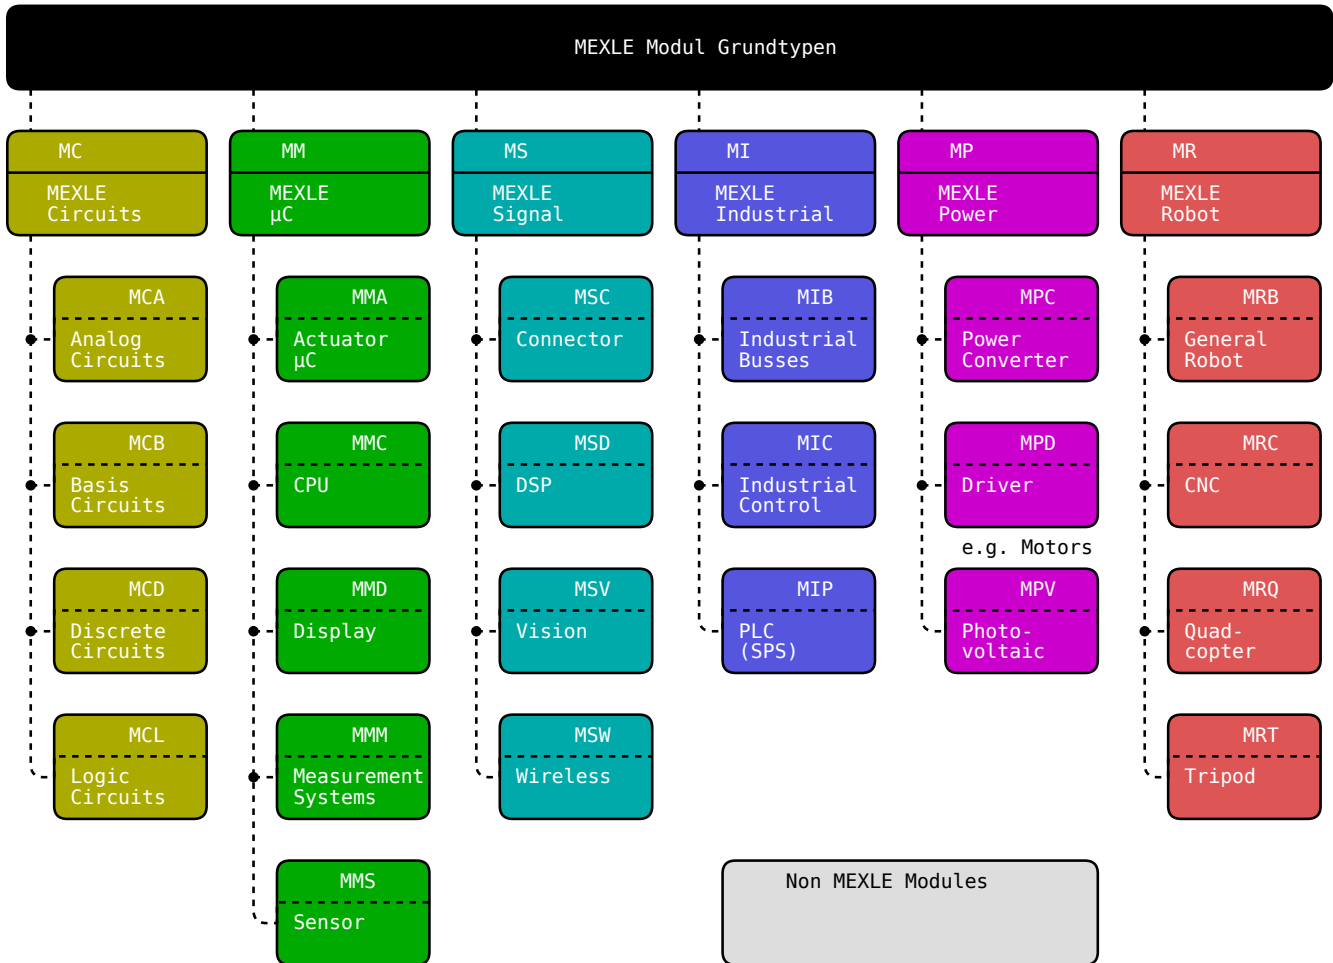 MEXLE Modul Grundtypen
MC
MEXLE
Circuits
MCA
Analog
Circuits
MCB
Basis
Circuits
MCD
Discrete
Circuits
MCL
Logic
Circuits
MM
MEXLE
µC
MMA
Actuator
µC
MMC
CPU
MMD
Display
MMM
Measurement
Systems
MMS
Sensor
MS
MEXLE
Signal
MSC
Connector
MSD
DSP
MSV
Vision
MSW
Wireless
MI
MEXLE
Industrial
MIB
Industrial
Busses
MIC
Industrial
Control
MIP
PLC
(SPS)
MP
MEXLE
Power
MPC
Power
Converter
MPD
Driver
e.g. Motors
MPV
Photo-
voltaic
MR
MEXLE
Robot
MRB
General
Robot
MRC
CNC
MRQ
Quad-
copter
MRT
Tripod
Non MEXLE Modules